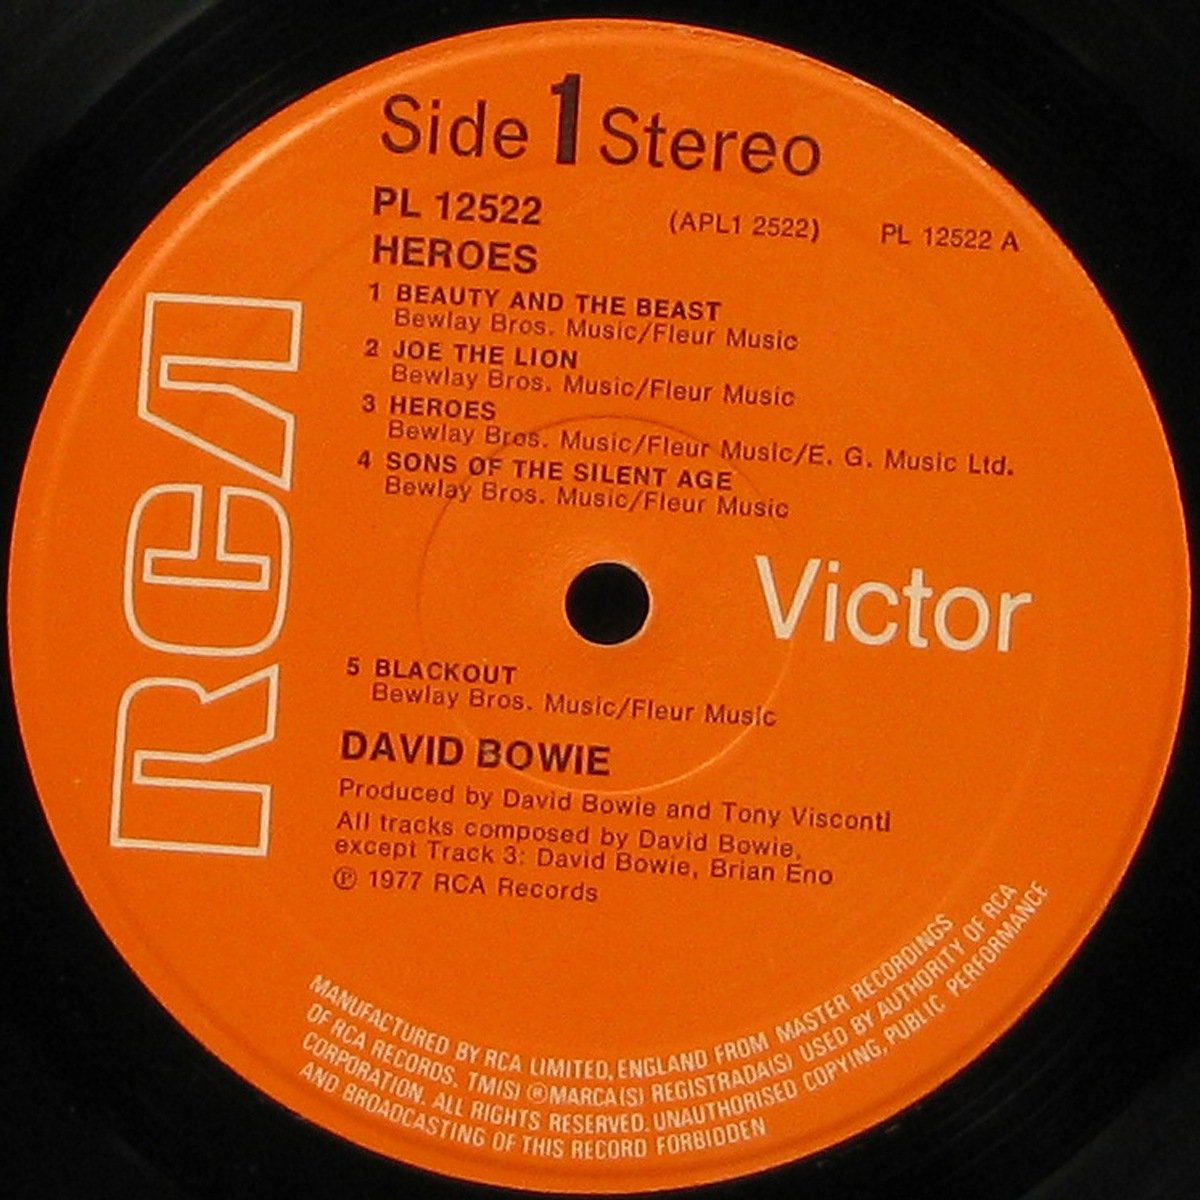 Side 1 Stereo
PL 12522 (APL1 2522) PL 12522 A
HEROES
1 BEAUTY AND THE BEAST
Bewlay Bros. Music/Fleur Music
2 JOE THE LION
Bewlay Bros. Music/Fleur Music
3 HEROES
Bewlay Bros. Music/Fleur Music/E. G. Music Ltd.
4 SONS OF THE SILENT AGE
Bewlay Bros. Music/Fleur Music
RCA
Victor
5 BLACKOUT
Bewlay Bros. Music/Fleur Music
DAVID BOWIE
Produced by David Bowie and Tony Visconti
All tracks composed by David Bowie,
except Track 3: David Bowie, Brian Eno
℗ 1977 RCA Records
MANUFACTURED BY RCA LIMITED, ENGLAND FROM MASTER RECORDINGS
OF RCA RECORDS. TM(S) ® MARCA(S) REGISTRADA(S) USED BY AUTHORITY OF RCA
CORPORATION. ALL RIGHTS RESERVED. UNAUTHORISED COPYING, PUBLIC PERFORMANCE
AND BROADCASTING OF THIS RECORD FORBIDDEN